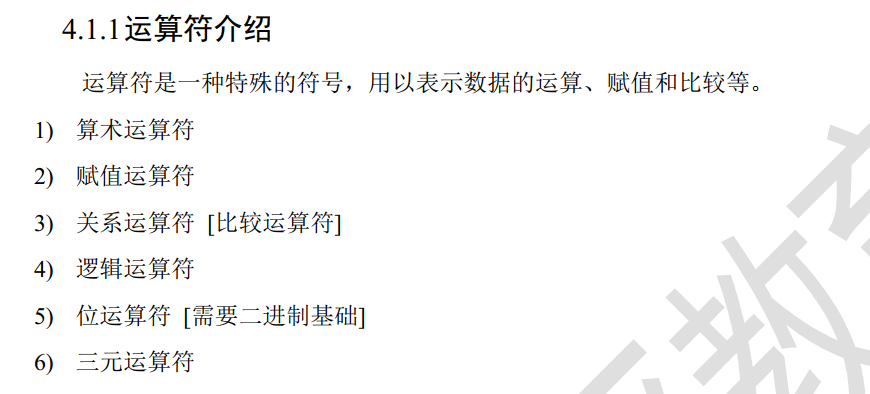 4.1.1运算符介绍
运算符是一种特殊的符号，用以表示数据的运算、赋值和比较等。
1) 算术运算符
2) 赋值运算符
3) 关系运算符 [比较运算符]
4) 逻辑运算符
5) 位运算符 [需要二进制基础]
6) 三元运算符
教育